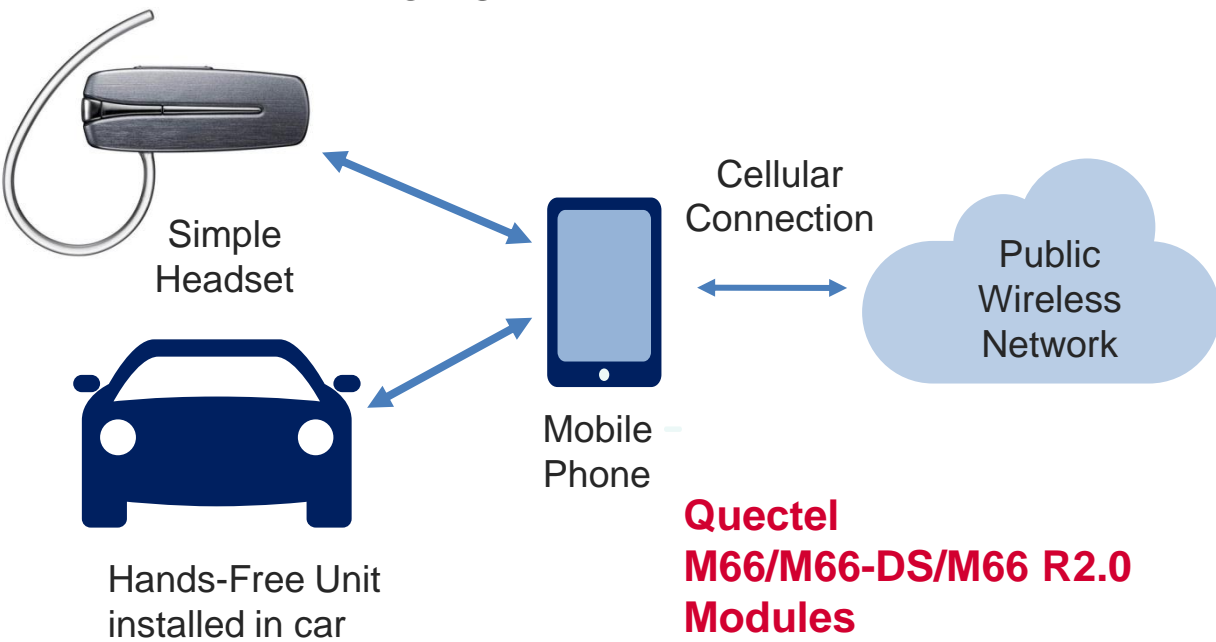 Simple
Headset
Cellular
Connection
Public
Wireless
Network
Mobile
Phone
Hands-Free Unit
installed in car
Quectel
M66/M66-DS/M66 R2.0
Modules